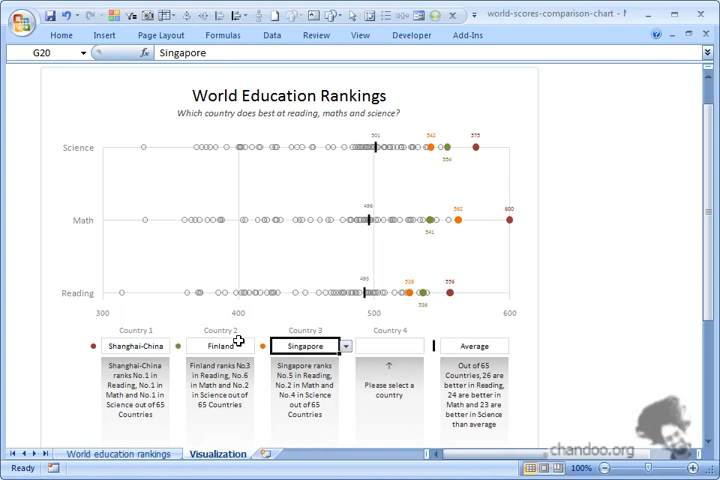 world-scores-comparison-chart - M
Home Insert Page Layout Formulas Data Review View Developer Add-Ins
G20 fx Singapore
World Education Rankings
Which country does best at reading, maths and science?
501 542 575
Science
554
496 562 600
Math
541
493 526 556
Reading
536
300 400 500 600
Country 1 Country 2 Country 3 Country 4
Shanghai-China Finland Singapore Average
Shanghai-China ranks No.1 in Reading, No.1 in Math and No.1 in Science out of 65 Countries
Finland ranks No.3 in Reading, No.6 in Math and No.2 in Science out of 65 Countries
Singapore ranks No.5 in Reading, No.2 in Math and No.4 in Science out of 65 Countries
↑
Please select a country
Out of 65 Countries, 26 are better in Reading, 24 are better in Math and 23 are better in Science than average
chandoo.org
World education rankings Visualization
Ready 100%